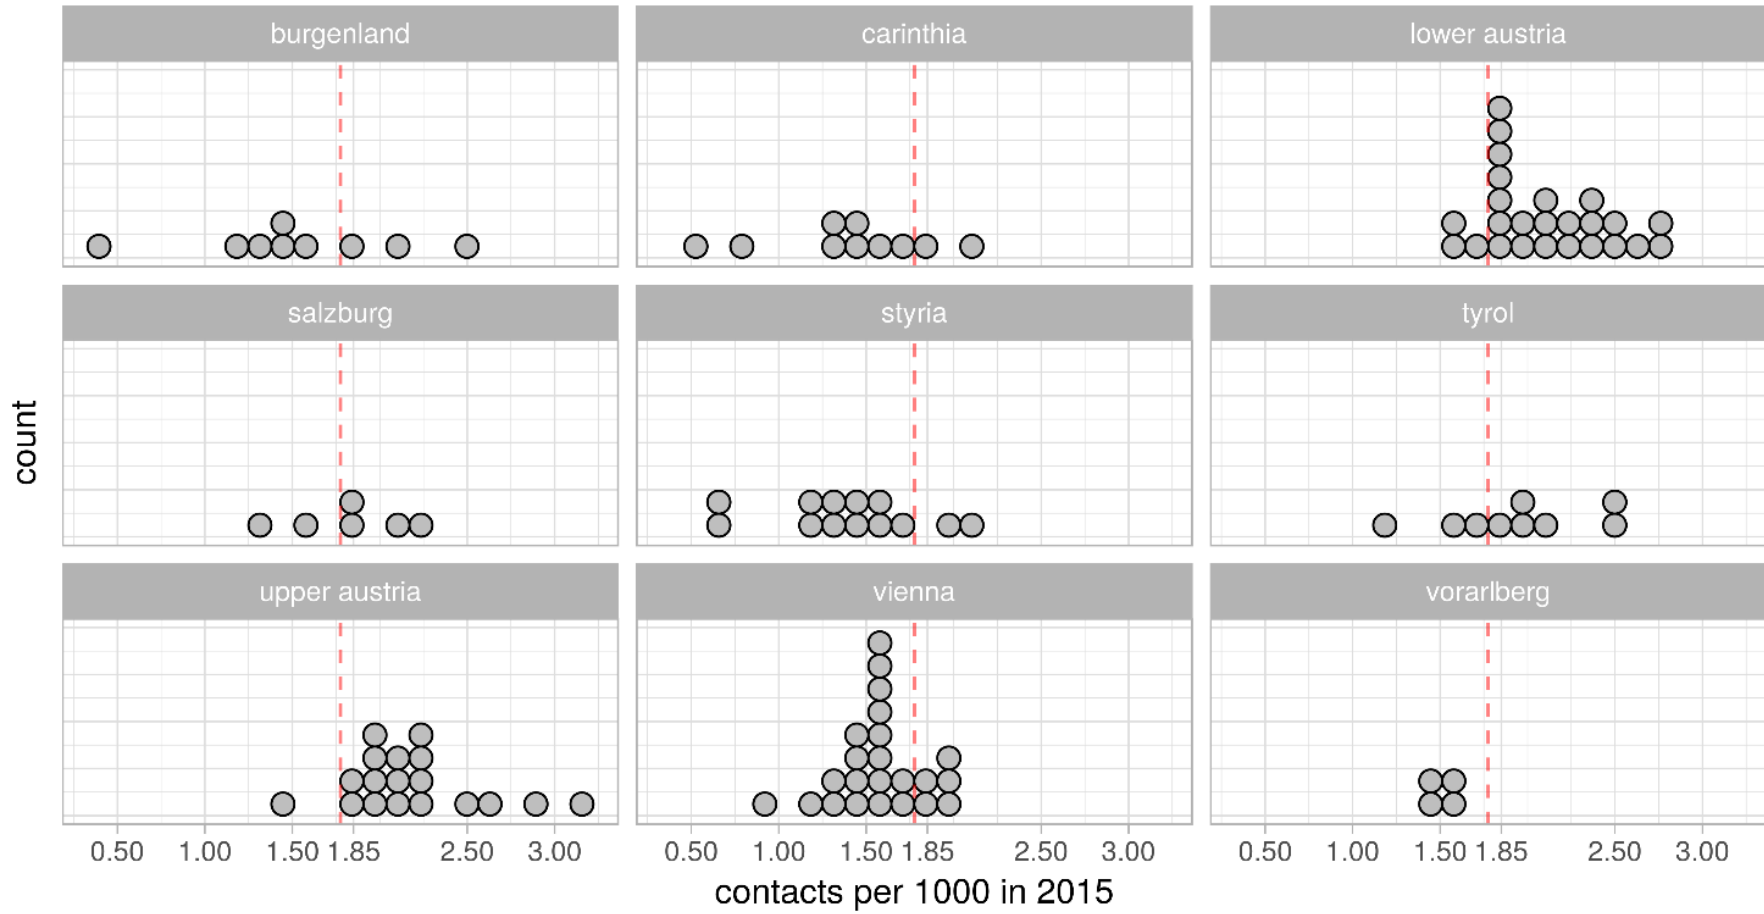 burgenland
carinthia
lower austria
salzburg
styria
tyrol
upper austria
vienna
vorarlberg
count
0.50 1.00 1.50 1.85 2.50 3.00
0.50 1.00 1.50 1.85 2.50 3.00
0.50 1.00 1.50 1.85 2.50 3.00
contacts per 1000 in 2015